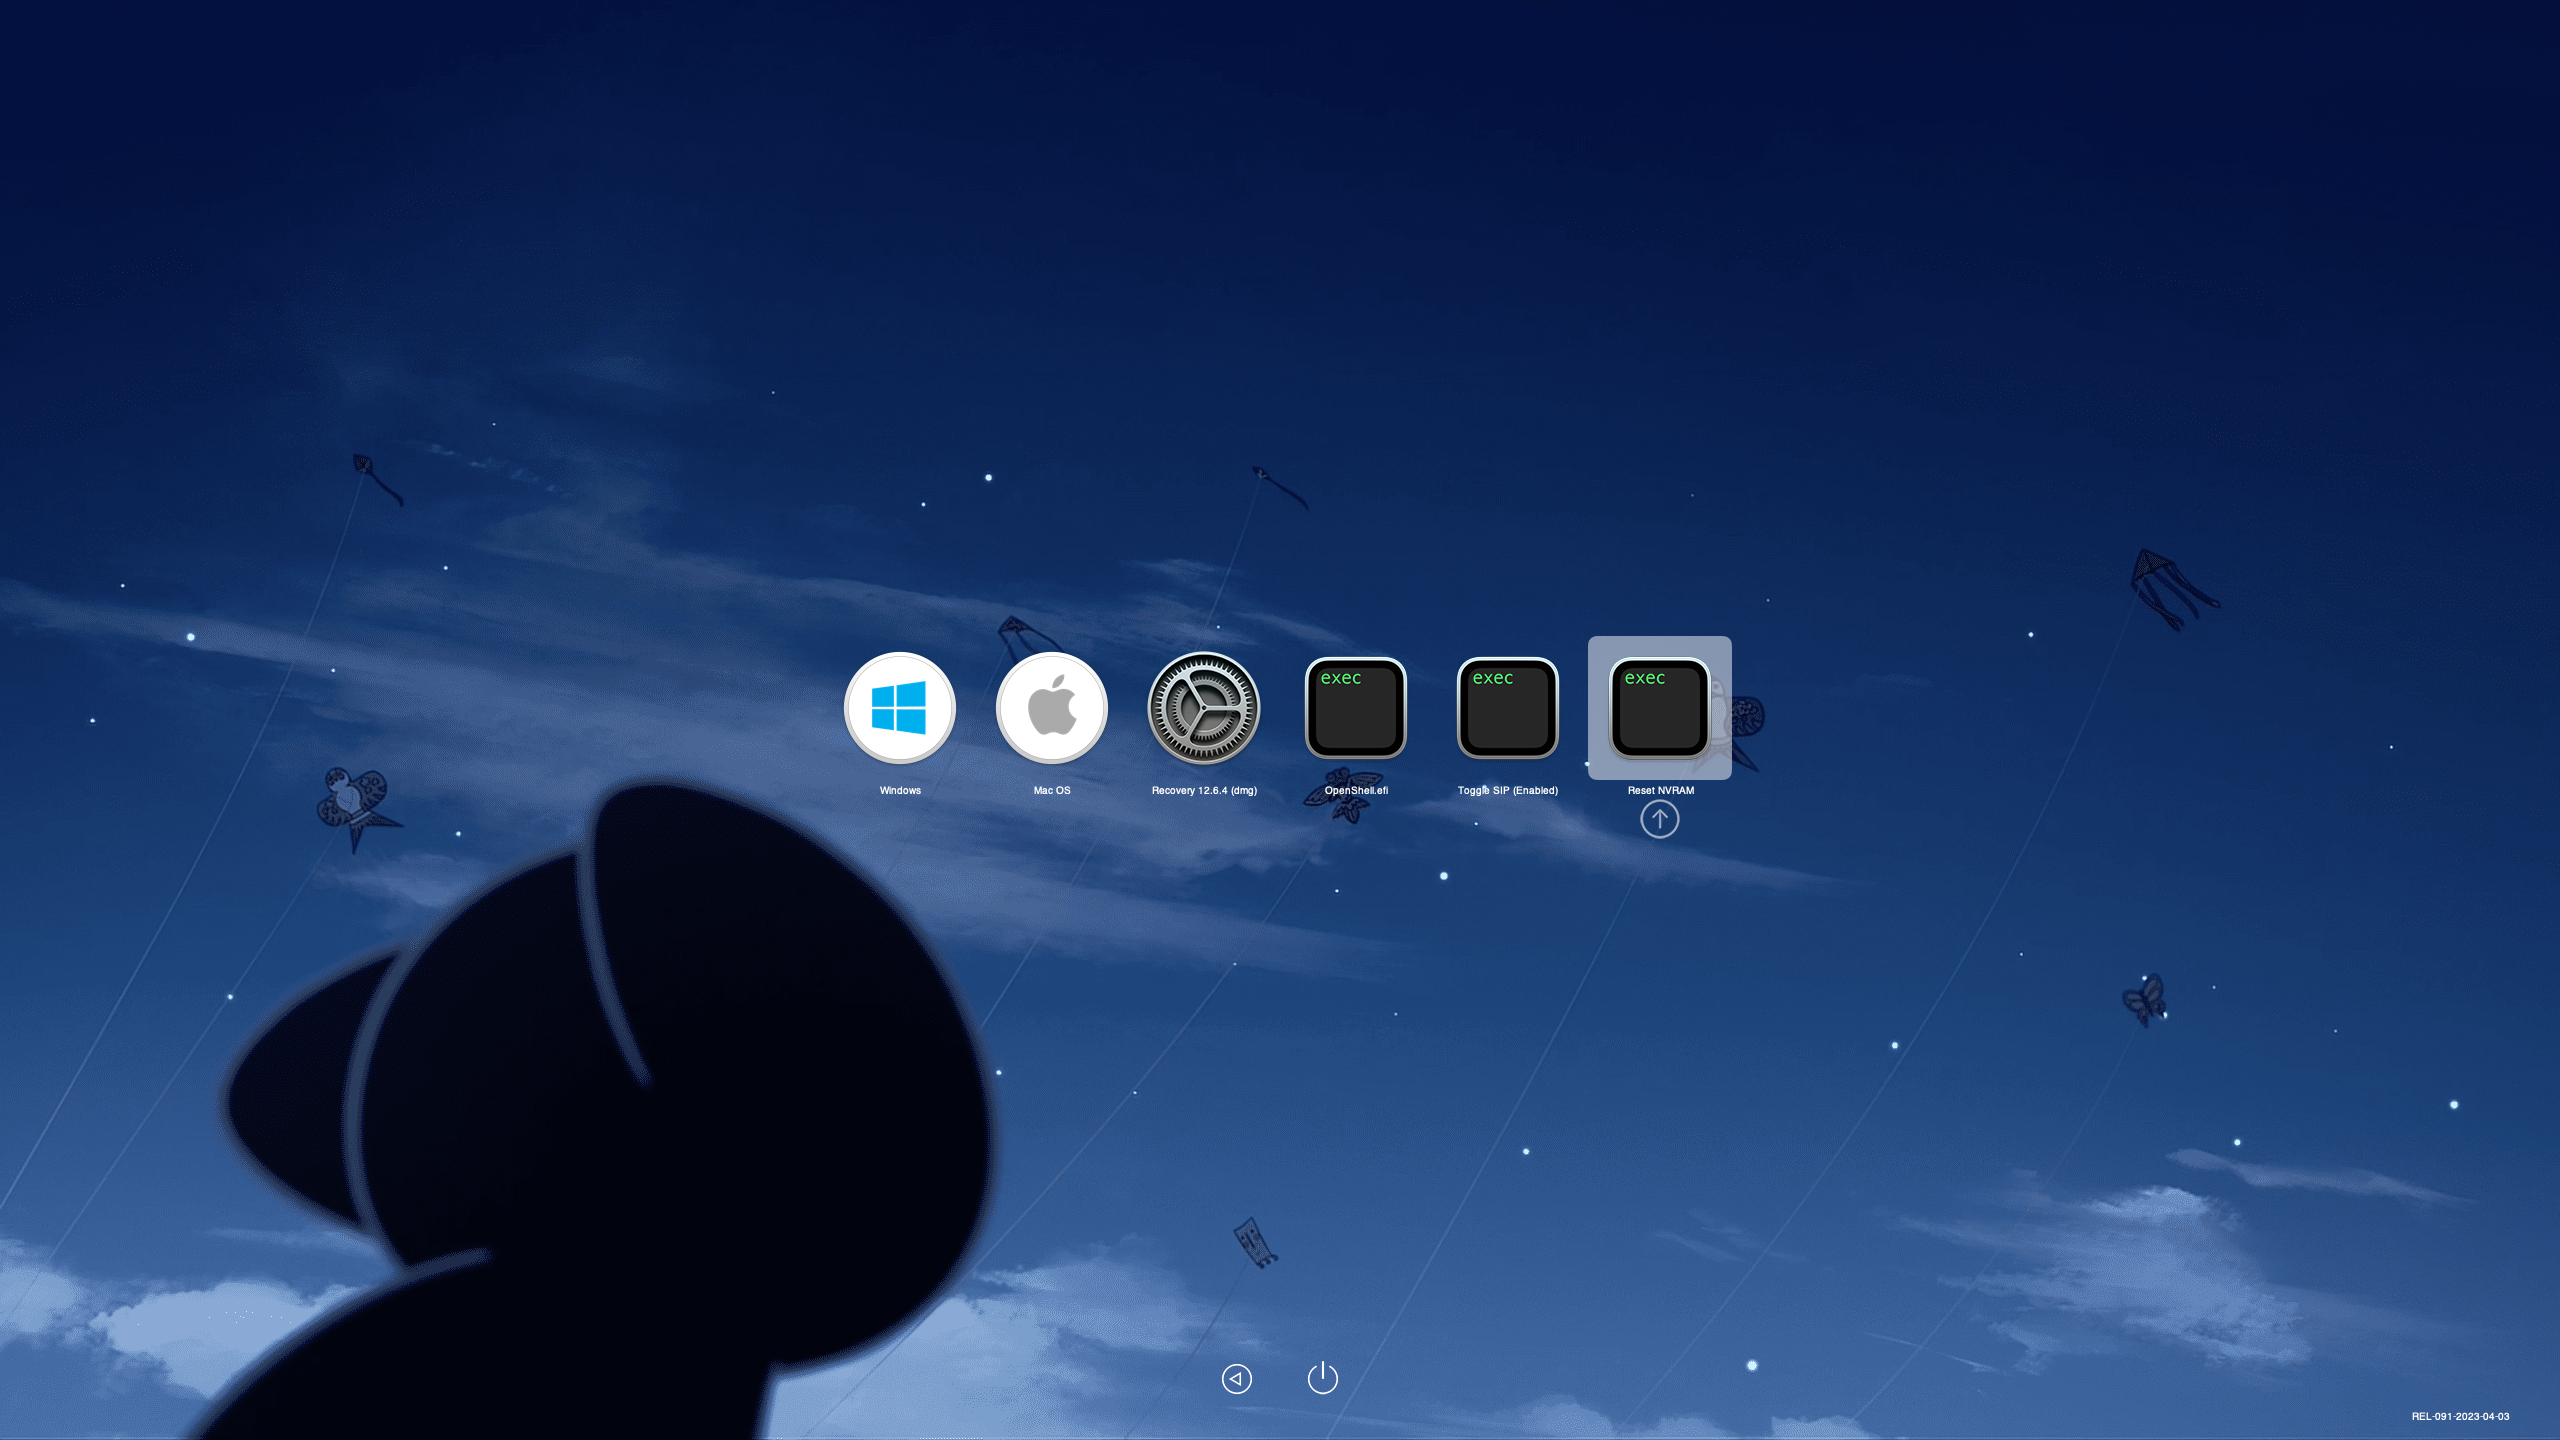 exec
exec
exec
Windows
Mac OS
Recovery 12.6.4 (dmg)
OpenShell.efi
Toggle SIP (Enabled)
Reset NVRAM
REL-091-2023-04-03